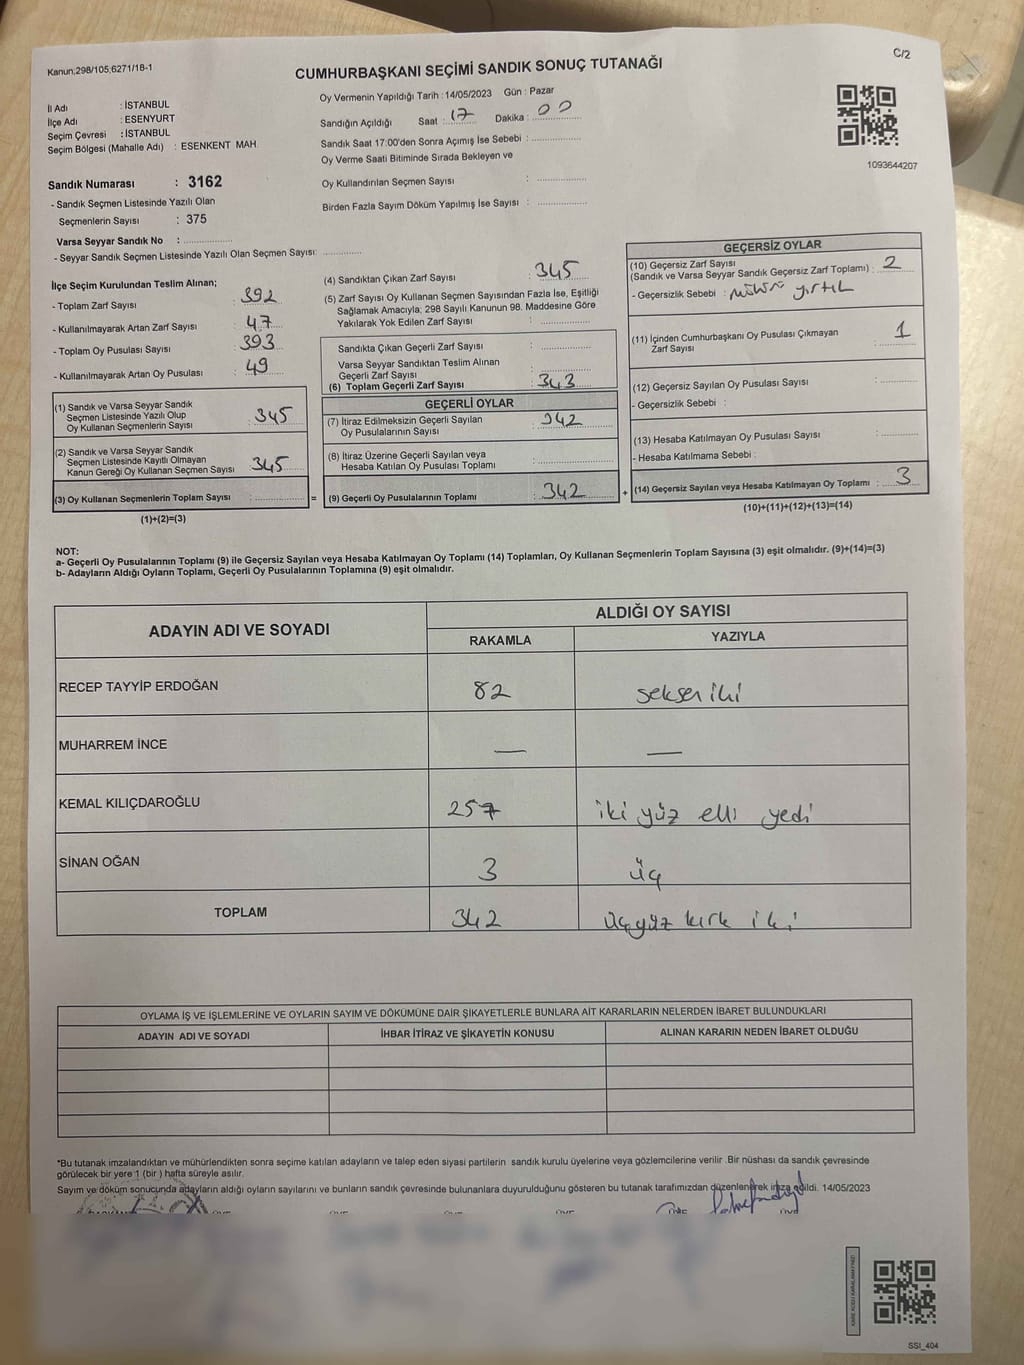 Kanun;298/105;6271/18-1
C/2
CUMHURBAŞKANI SEÇİMİ SANDIK SONUÇ TUTANAĞI
İl Adı : İSTANBUL
İlçe Adı : ESENYURT
Seçim Çevresi : İSTANBUL
Seçim Bölgesi (Mahalle Adı) : ESENKENT MAH.
Oy Vermenin Yapıldığı Tarih : 14/05/2023 Gün : Pazar
Sandığın Açıldığı Saat : 17 Dakika : 00
Sandık Saat 17:00'den Sonra Açımış İse Sebebi :
Oy Verme Saati Bitiminde Sırada Bekleyen ve
Oy Kullandırılan Seçmen Sayısı :
Birden Fazla Sayım Döküm Yapılmış İse Sayısı :
1093644207
Sandık Numarası : 3162
- Sandık Seçmen Listesinde Yazılı Olan
Seçmenlerin Sayısı : 375
Varsa Seyyar Sandık No :
- Seyyar Sandık Seçmen Listesinde Yazılı Olan Seçmen Sayısı:
İlçe Seçim Kurulundan Teslim Alınan;
- Toplam Zarf Sayısı : 392
- Kullanılmayarak Artan Zarf Sayısı : 47
- Toplam Oy Pusulası Sayısı : 393
- Kullanılmayarak Artan Oy Pusulası : 49
(1) Sandık ve Varsa Seyyar Sandık
Seçmen Listesinde Yazılı Olup
Oy Kullanan Seçmenlerin Sayısı : 345
(2) Sandık ve Varsa Seyyar Sandık
Seçmen Listesinde Kayıtlı Olmayan
Kanun Gereği Oy Kullanan Seçmen Sayısı : 345
(3) Oy Kullanan Seçmenlerin Toplam Sayısı :
=
(1)+(2)=(3)
(4) Sandıktan Çıkan Zarf Sayısı : 345
(5) Zarf Sayısı Oy Kullanan Seçmen Sayısından Fazla İse, Eşitliği
Sağlamak Amacıyla; 298 Sayılı Kanunun 98. Maddesine Göre
Yakılarak Yok Edilen Zarf Sayısı :
Sandıkta Çıkan Geçerli Zarf Sayısı :
Varsa Seyyar Sandıktan Teslim Alınan
Geçerli Zarf Sayısı :
(6) Toplam Geçerli Zarf Sayısı : 343
GEÇERLİ OYLAR
(7) İtiraz Edilmeksizin Geçerli Sayılan
Oy Pusulalarının Sayısı : 342
(8) İtiraz Üzerine Geçerli Sayılan veya
Hesaba Katılan Oy Pusulası Toplamı :
(9) Geçerli Oy Pusulalarının Toplamı : 342
+
GEÇERSİZ OYLAR
(10) Geçersiz Zarf Sayısı
(Sandık ve Varsa Seyyar Sandık Geçersiz Zarf Toplamı) : 2
- Geçersizlik Sebebi : yırtık
(11) İçinden Cumhurbaşkanı Oy Pusulası Çıkmayan
Zarf Sayısı : 1
(12) Geçersiz Sayılan Oy Pusulası Sayısı :
- Geçersizlik Sebebi :
(13) Hesaba Katılmayan Oy Pusulası Sayısı :
- Hesaba Katılmama Sebebi :
(14) Geçersiz Sayılan veya Hesaba Katılmayan Oy Toplamı : 3
(10)+(11)+(12)+(13)=(14)
NOT:
a- Geçerli Oy Pusulalarının Toplamı (9) ile Geçersiz Sayılan veya Hesaba Katılmayan Oy Toplamı (14) Toplamları, Oy Kullanan Seçmenlerin Toplam Sayısına (3) eşit olmalıdır. (9)+(14)=(3)
b- Adayların Aldığı Oyların Toplamı, Geçerli Oy Pusulalarının Toplamına (9) eşit olmalıdır.
ADAYIN ADI VE SOYADI
ALDIĞI OY SAYISI
RAKAMLA YAZIYLA
RECEP TAYYİP ERDOĞAN 82 seksen iki
MUHARREM İNCE — —
KEMAL KILIÇDAROĞLU 257 iki yüz elli yedi
SİNAN OĞAN 3 üç
TOPLAM 342 üçyüz kırk iki
OYLAMA İŞ VE İŞLEMLERİNE VE OYLARIN SAYIM VE DÖKÜMÜNE DAİR ŞİKAYETLERLE BUNLARA AİT KARARLARIN NELERDEN İBARET BULUNDUKLARI
ADAYIN ADI VE SOYADI İHBAR İTİRAZ VE ŞİKAYETİN KONUSU ALINAN KARARIN NEDEN İBARET OLDUĞU
*Bu tutanak imzalandıktan ve mühürlendikten sonra seçime katılan adayların ve talep eden siyasi partilerin sandık kurulu üyelerine veya gözlemcilerine verilir .Bir nüshası da sandık çevresinde
görülecek bir yere 1 (bir) hafta süreyle asılır.
Sayım ve döküm sonucunda adayların aldığı oyların sayılarını ve bunların sandık çevresinde bulunanlara duyurulduğunu gösteren bu tutanak tarafımızdan düzenlenerek imza edildi. 14/05/2023
SSI_404